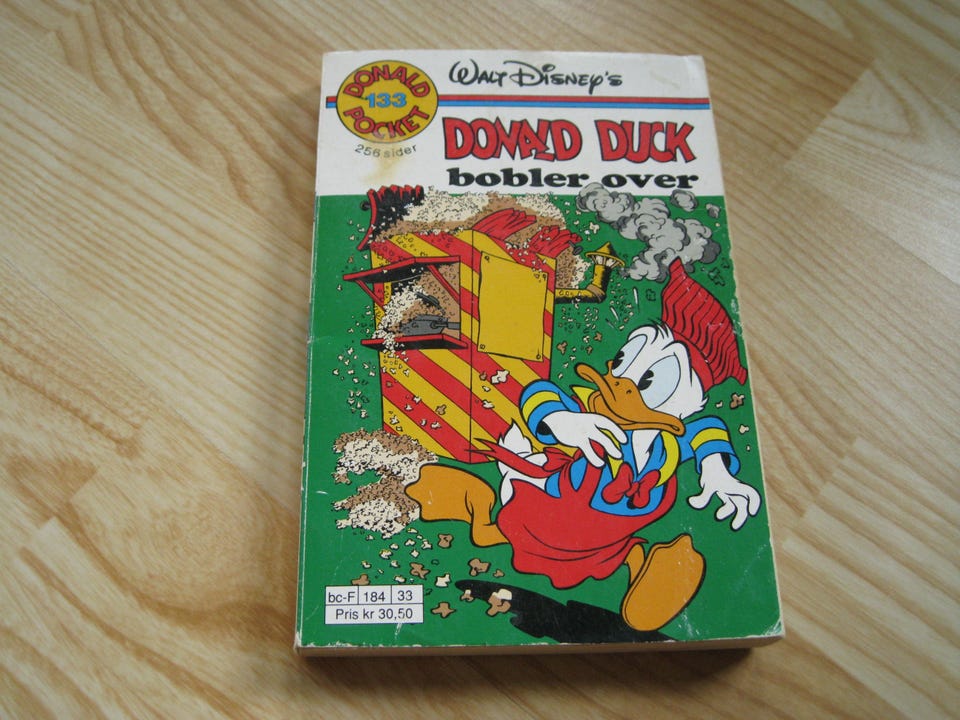 DONALD
133
POCKET
256 sider
Walt Disney's
DONALD DUCK
bobler over
bc-F 184 33
Pris kr 30,50